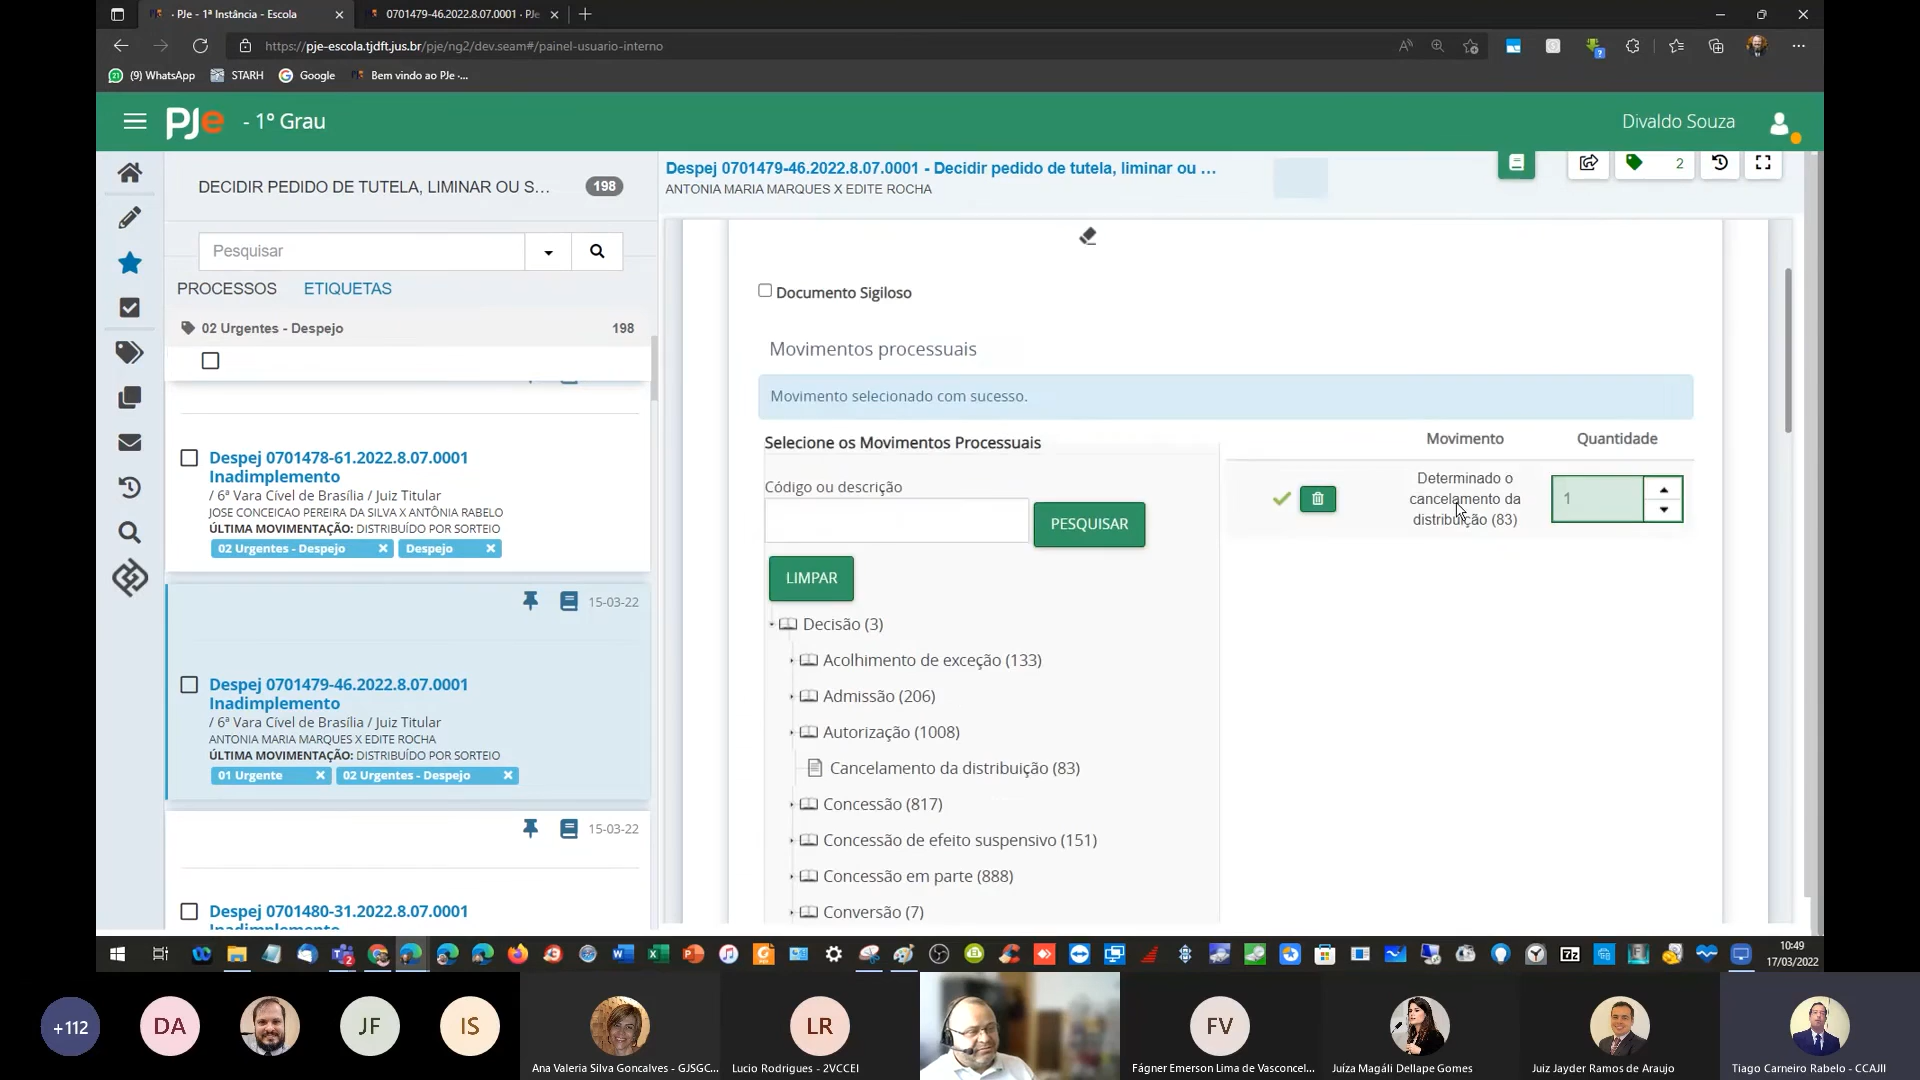 · PJe - 1ª Instância - Escola
0701479-46.2022.8.07.0001 · PJe
https://pje-escola.tjdft.jus.br/pje/ng2/dev.seam#/painel-usuario-interno
(9) WhatsApp
STARH
Google
Bem vindo ao PJe ·...
PJe - 1º Grau
Divaldo Souza
DECIDIR PEDIDO DE TUTELA, LIMINAR OU S...
198
Pesquisar
PROCESSOS
ETIQUETAS
02 Urgentes - Despejo
198
Despej 0701478-61.2022.8.07.0001
Inadimplemento
/ 6ª Vara Cível de Brasília / Juiz Titular
JOSE CONCEICAO PEREIRA DA SILVA X ANTÔNIA RABELO
ÚLTIMA MOVIMENTAÇÃO: DISTRIBUÍDO POR SORTEIO
02 Urgentes - Despejo
Despejo
15-03-22
Despej 0701479-46.2022.8.07.0001
Inadimplemento
/ 6ª Vara Cível de Brasília / Juiz Titular
ANTONIA MARIA MARQUES X EDITE ROCHA
ÚLTIMA MOVIMENTAÇÃO: DISTRIBUÍDO POR SORTEIO
01 Urgente
02 Urgentes - Despejo
15-03-22
Despej 0701480-31.2022.8.07.0001
Inadimplemento
Despej 0701479-46.2022.8.07.0001 - Decidir pedido de tutela, liminar ou ...
ANTONIA MARIA MARQUES X EDITE ROCHA
2
Documento Sigiloso
Movimentos processuais
Movimento selecionado com sucesso.
Selecione os Movimentos Processuais
Código ou descrição
PESQUISAR
LIMPAR
Decisão (3)
Acolhimento de exceção (133)
Admissão (206)
Autorização (1008)
Cancelamento da distribuição (83)
Concessão (817)
Concessão de efeito suspensivo (151)
Concessão em parte (888)
Conversão (7)
Movimento
Quantidade
Determinado o
cancelamento da
distribuição (83)
1
10:49
17/03/2022
+112
DA
JF
IS
Ana Valeria Silva Goncalves - GJSGC...
LR
Lucio Rodrigues - 2VCCEI
FV
Fágner Emerson Lima de Vasconcel...
Juíza Magáli Dellape Gomes
Juiz Jayder Ramos de Araujo
Tiago Carneiro Rabelo - CCAJII